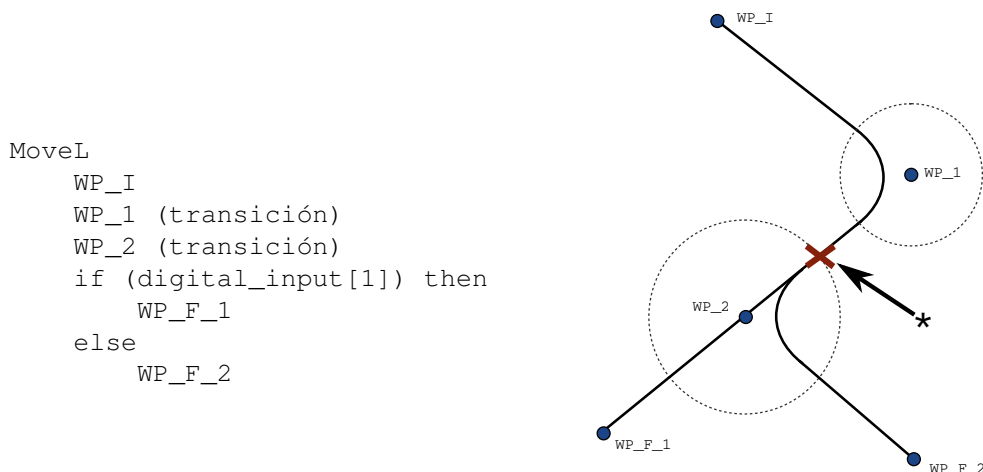 MoveL
WP_I
WP_1 (transición)
WP_2 (transición)
if (digital_input[1]) then
WP_F_1
else
WP_F_2
WP_I
WP_1
WP_2
*
WP_F_1
WP_F_2